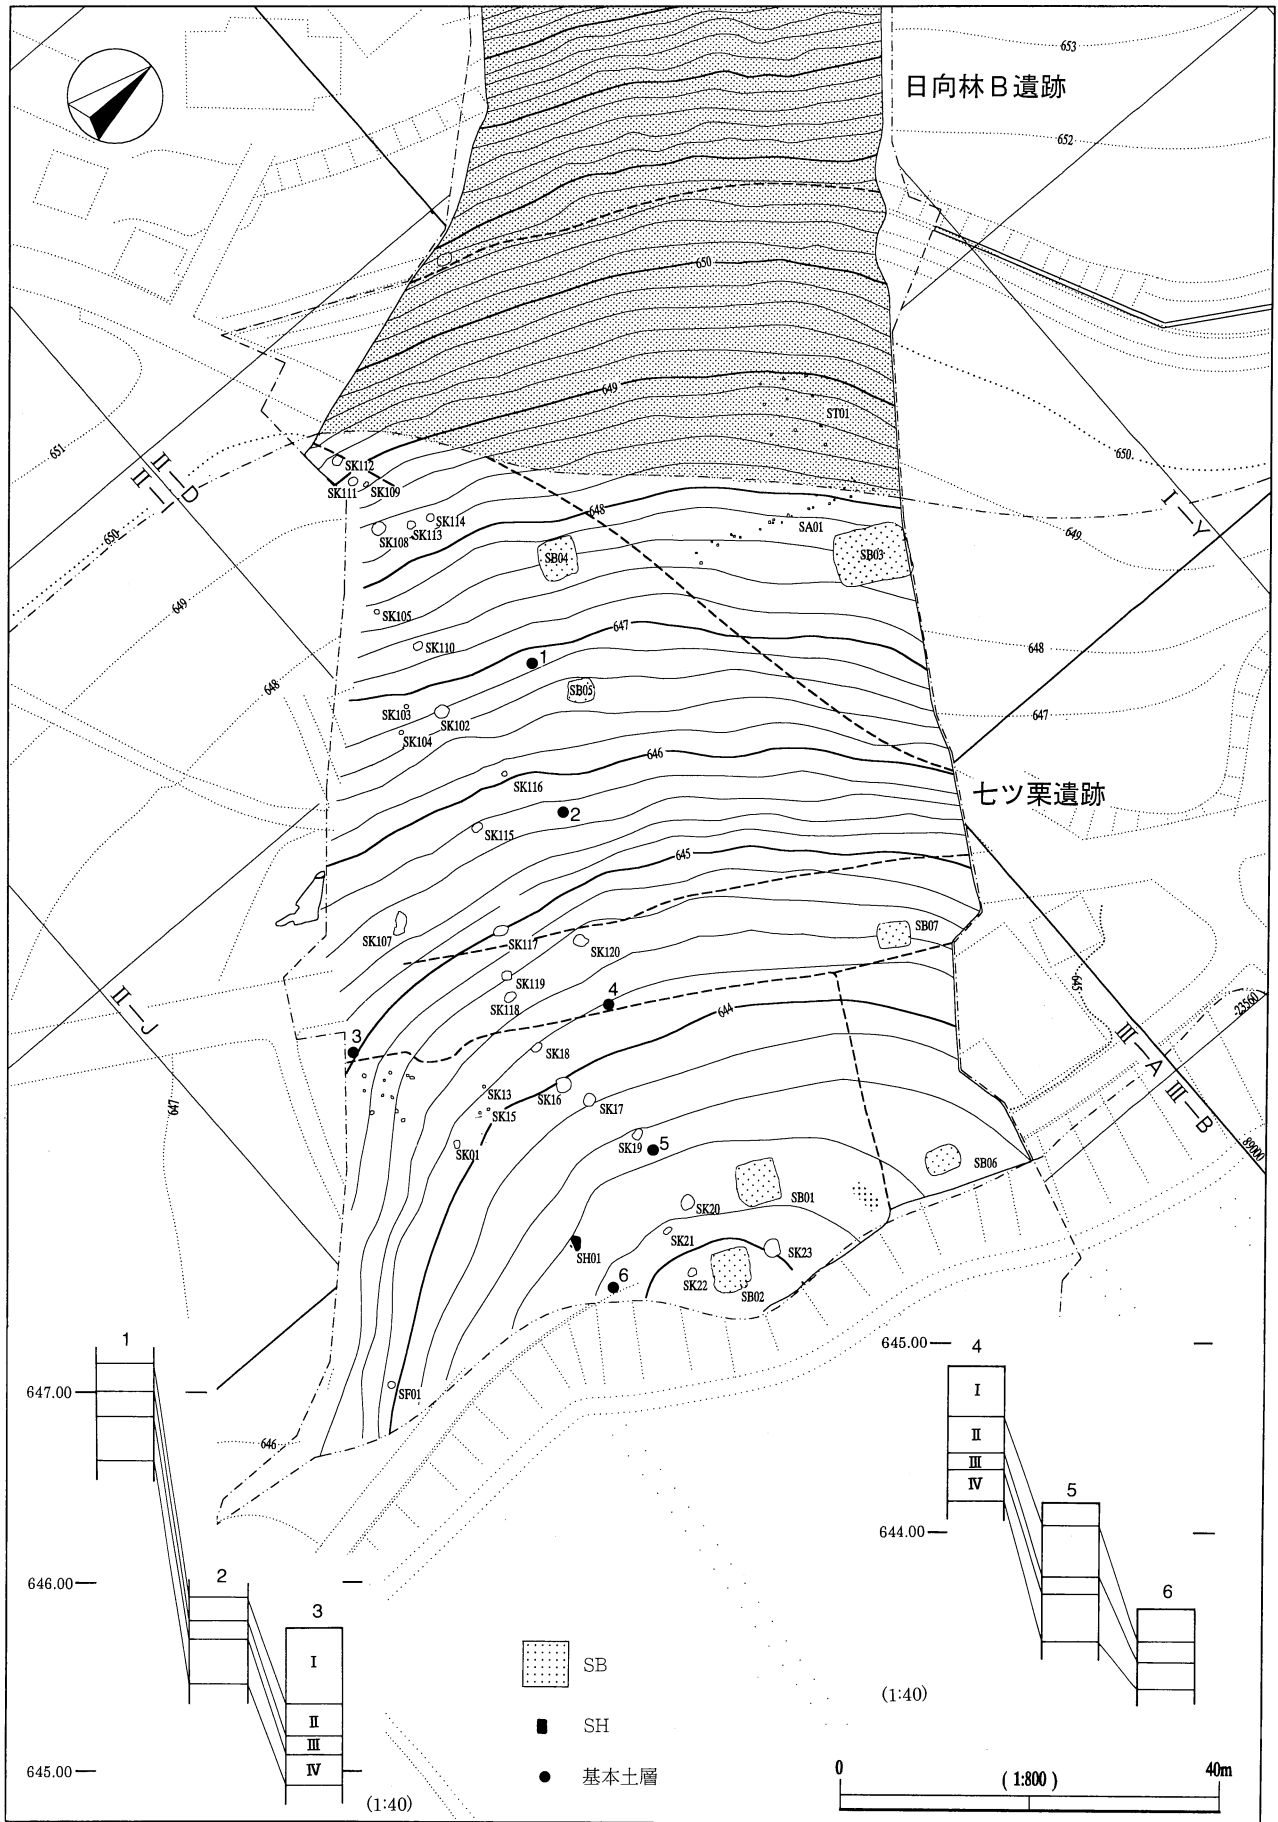 653
日向林B遺跡
652
650
649
ST01
651
Ⅱ—D
Ⅱ—I
SK112
SK111
SK109
650
648
SK114
SK113
SK108
SA01
SB04
SB03
650
649
I—Y
649
SK105
SK110
647
1
648
648
SB05
SK103
SK102
SK104
647
646
SK116
2
七ツ栗遺跡
SK115
645
SK107
SK117
SK120
SB07
SK119
SK118
4
644
645
-23560
Ⅱ—J
3
SK18
Ⅲ—A
Ⅲ—B
647
SK13
SK16
SK17
SK15
SK01
SK19
5
89000
SB06
SB01
SK20
SK21
SH01
SK23
6
SK22
SB02
SF01
646
1
647.00
2
646.00
3
Ⅰ
Ⅱ
Ⅲ
Ⅳ
645.00
(1:40)
SB
SH
基本土層
645.00
4
Ⅰ
Ⅱ
Ⅲ
Ⅳ
5
644.00
6
(1:40)
0 40m
(1:800)